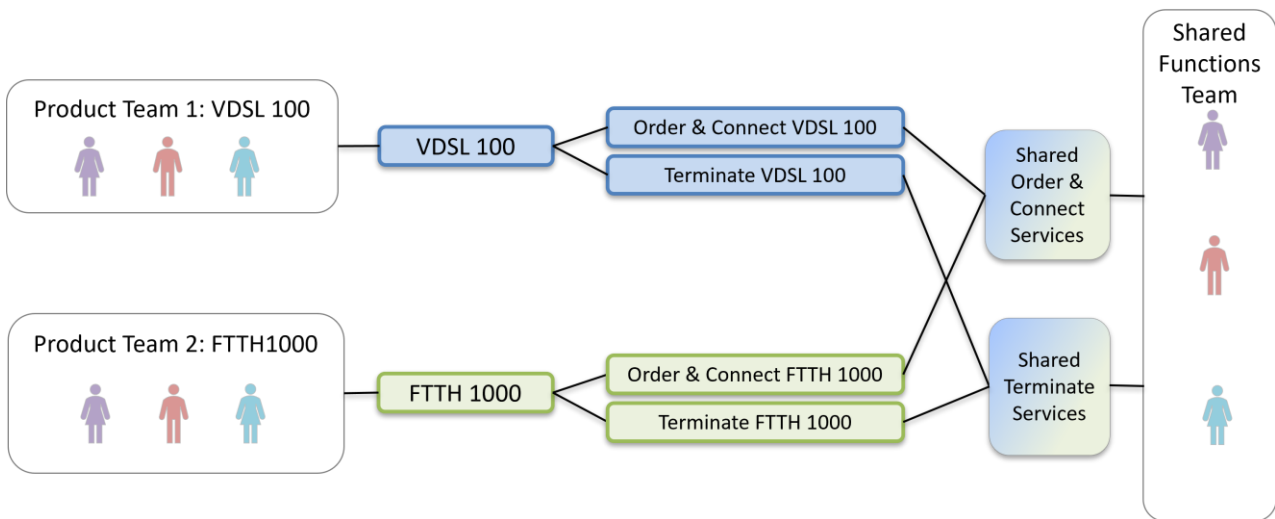 Product Team 1: VDSL 100
VDSL 100
Order & Connect VDSL 100
Terminate VDSL 100
Product Team 2: FTTH1000
FTTH 1000
Order & Connect FTTH 1000
Terminate FTTH 1000
Shared
Order &
Connect
Services
Shared
Terminate
Services
Shared
Functions
Team